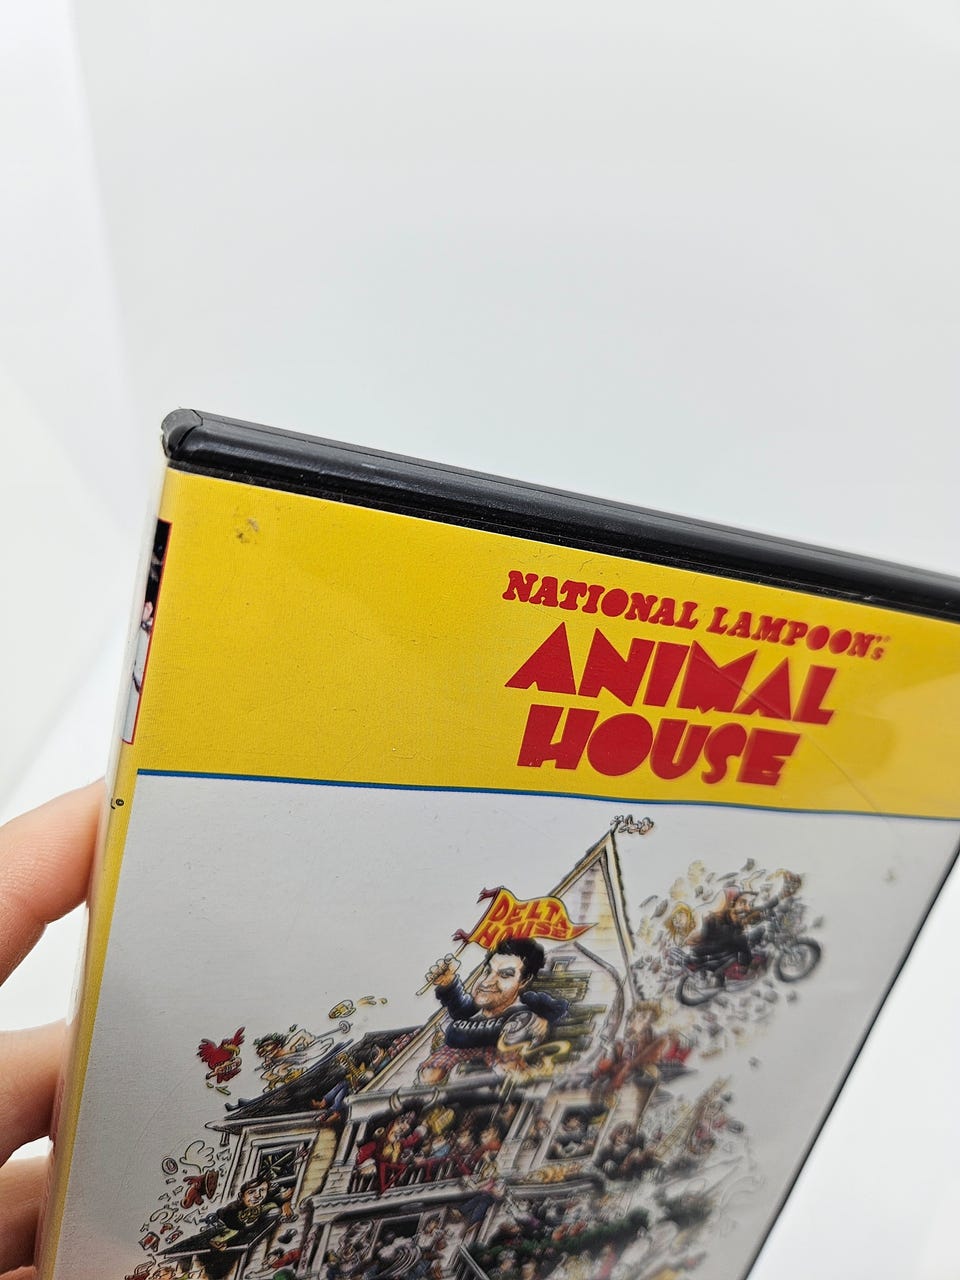 NATIONAL LAMPOON'S
ANIMAL
HOUSE
DELTA
HOUSE
COLLEGE